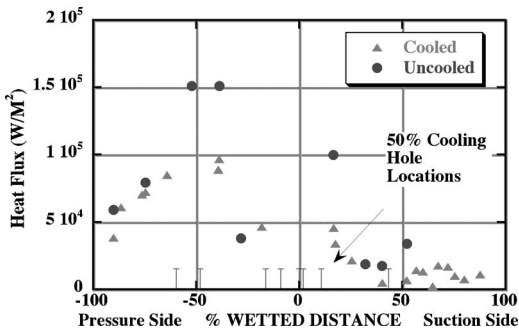 2 10⁵
Cooled
Uncooled
1.5 10⁵
Heat Flux (W/M²)
50% Cooling
Hole
Locations
1 10⁵
5 10⁴
0
-100 -50 0 50 100
Pressure Side % WETTED DISTANCE Suction Side